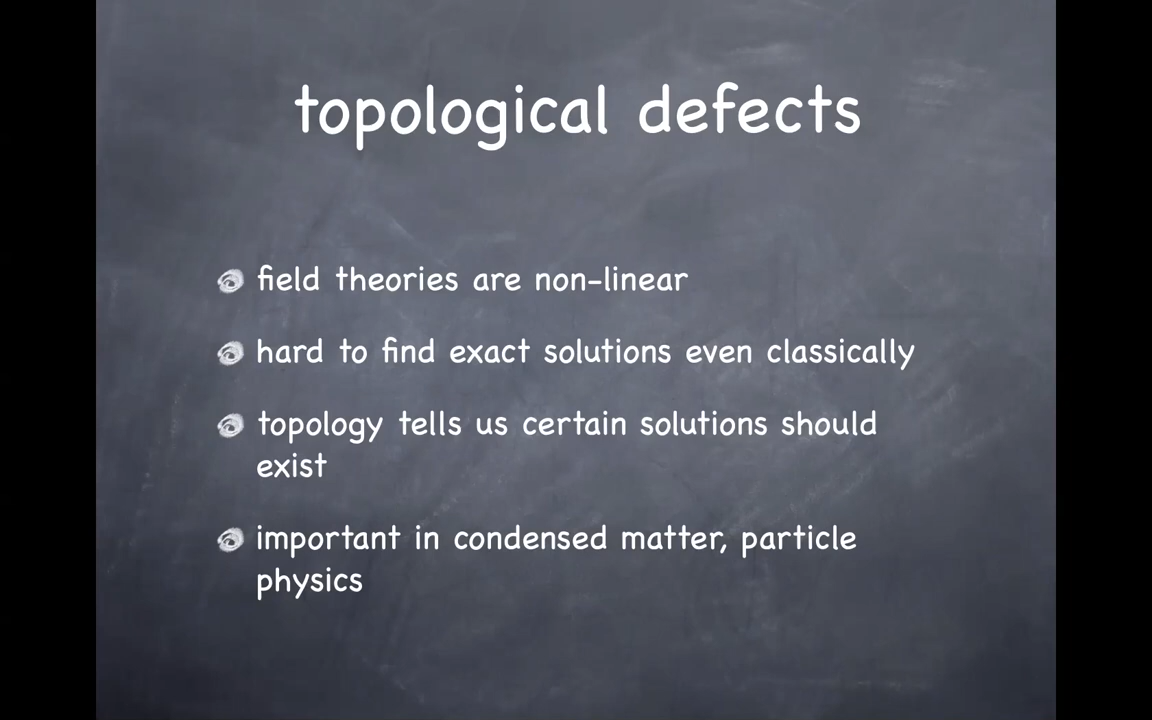 topological defects
field theories are non-linear
hard to find exact solutions even classically
topology tells us certain solutions should
exist
important in condensed matter, particle
physics